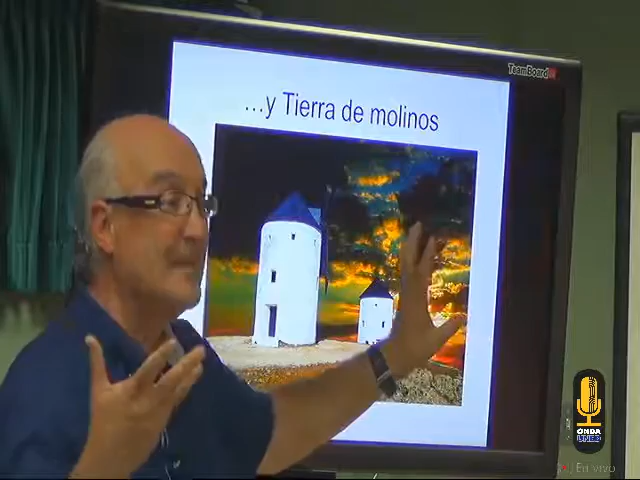 TeamBoard
...y Tierra de molinos
ONDA
UNED
En vivo